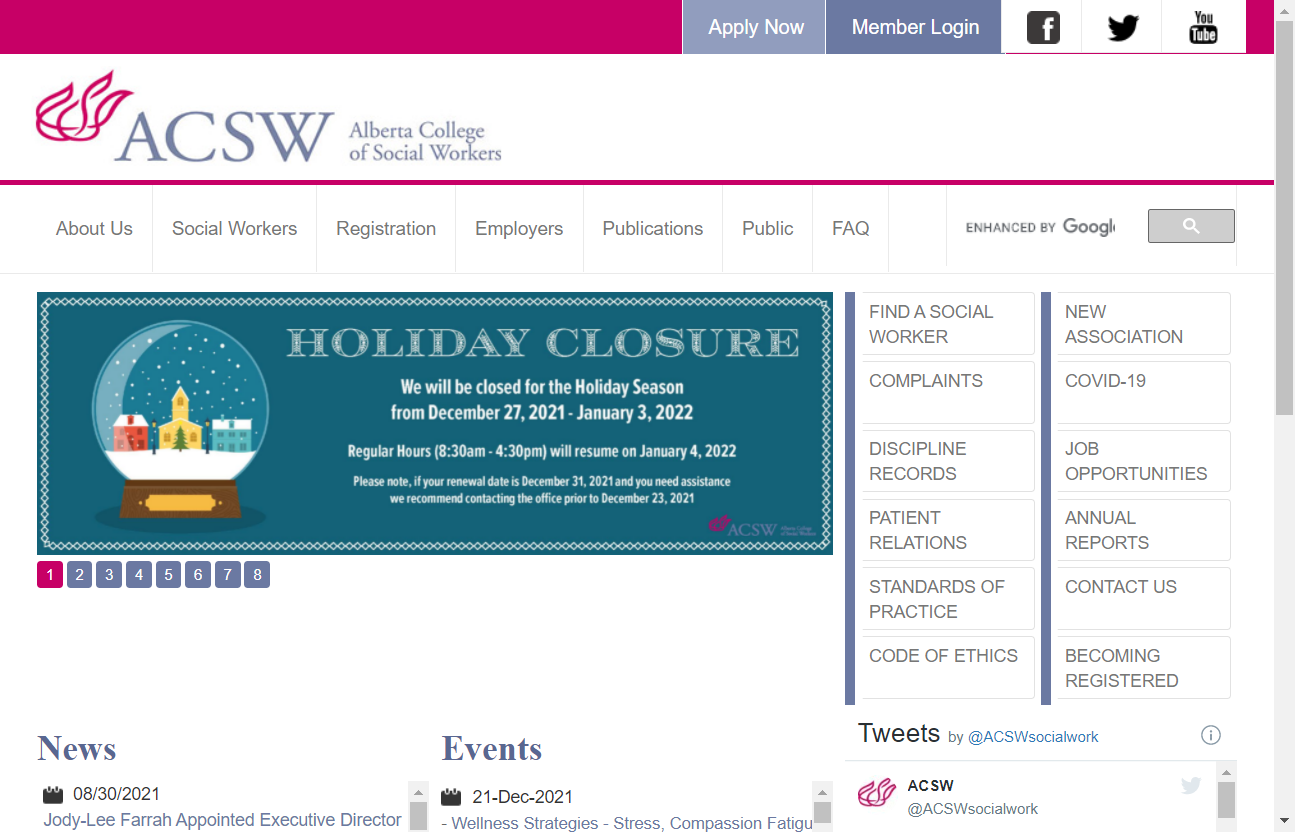 Apply Now
Member Login
You
Tube
ACSW
Alberta College
of Social Workers
About Us
Social Workers
Registration
Employers
Publications
Public
FAQ
ENHANCED BY Googl
HOLIDAY CLOSURE
We will be closed for the Holiday Season
from December 27, 2021 - January 3, 2022
Regular Hours (8:30am - 4:30pm) will resume on January 4, 2022
Please note, if your renewal date is December 31, 2021 and you need assistance
we recommend contacting the office prior to December 23, 2021
ACSW
1 2 3 4 5 6 7 8
FIND A SOCIAL
WORKER
NEW
ASSOCIATION
COMPLAINTS
COVID-19
DISCIPLINE
RECORDS
JOB
OPPORTUNITIES
PATIENT
RELATIONS
ANNUAL
REPORTS
STANDARDS OF
PRACTICE
CONTACT US
CODE OF ETHICS
BECOMING
REGISTERED
News
08/30/2021
Jody-Lee Farrah Appointed Executive Director
Events
21-Dec-2021
- Wellness Strategies - Stress, Compassion Fatigu
Tweets by @ACSWsocialwork
ACSW
@ACSWsocialwork